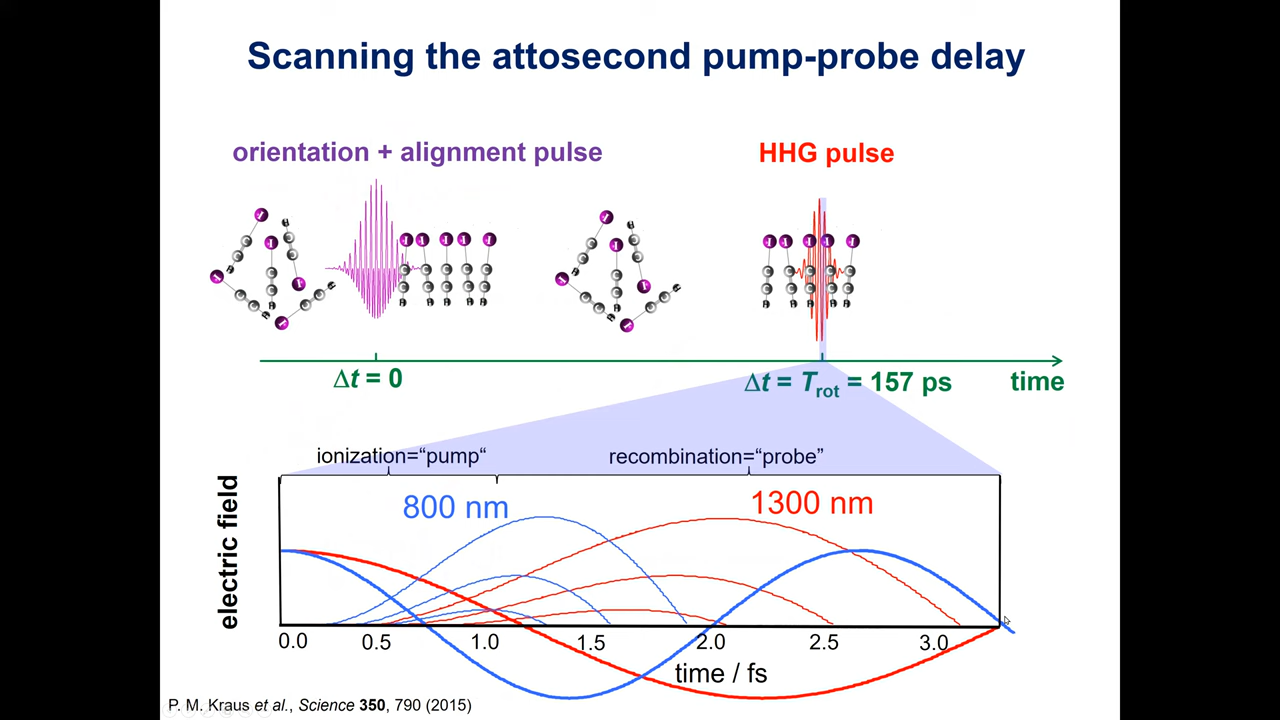 Scanning the attosecond pump-probe delay
orientation + alignment pulse
HHG pulse
Δt = 0
Δt = Trot = 157 ps
time
ionization=“pump“
recombination=“probe”
800 nm
1300 nm
electric field
0.0 0.5 1.0 1.5 2.0 2.5 3.0
time / fs
P. M. Kraus et al., Science 350, 790 (2015)